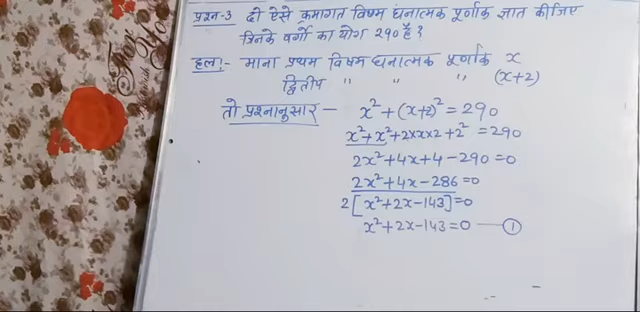 प्रश्न-3 दो ऐसे क्रमागत विषम धनात्मक पूर्णांक ज्ञात कीजिए
जिनके वर्गों का योग 290 है?
हल:- माना प्रथम विषम धनात्मक पूर्णांक x
द्वितीय " " " (x+2)
तो प्रश्नानुसार - x²+(x+2)²=290
x²+x²+2×x×2+2²=290
2x²+4x+4-290=0
2x²+4x-286=0
2[x²+2x-143]=0
x²+2x-143=0 — ①